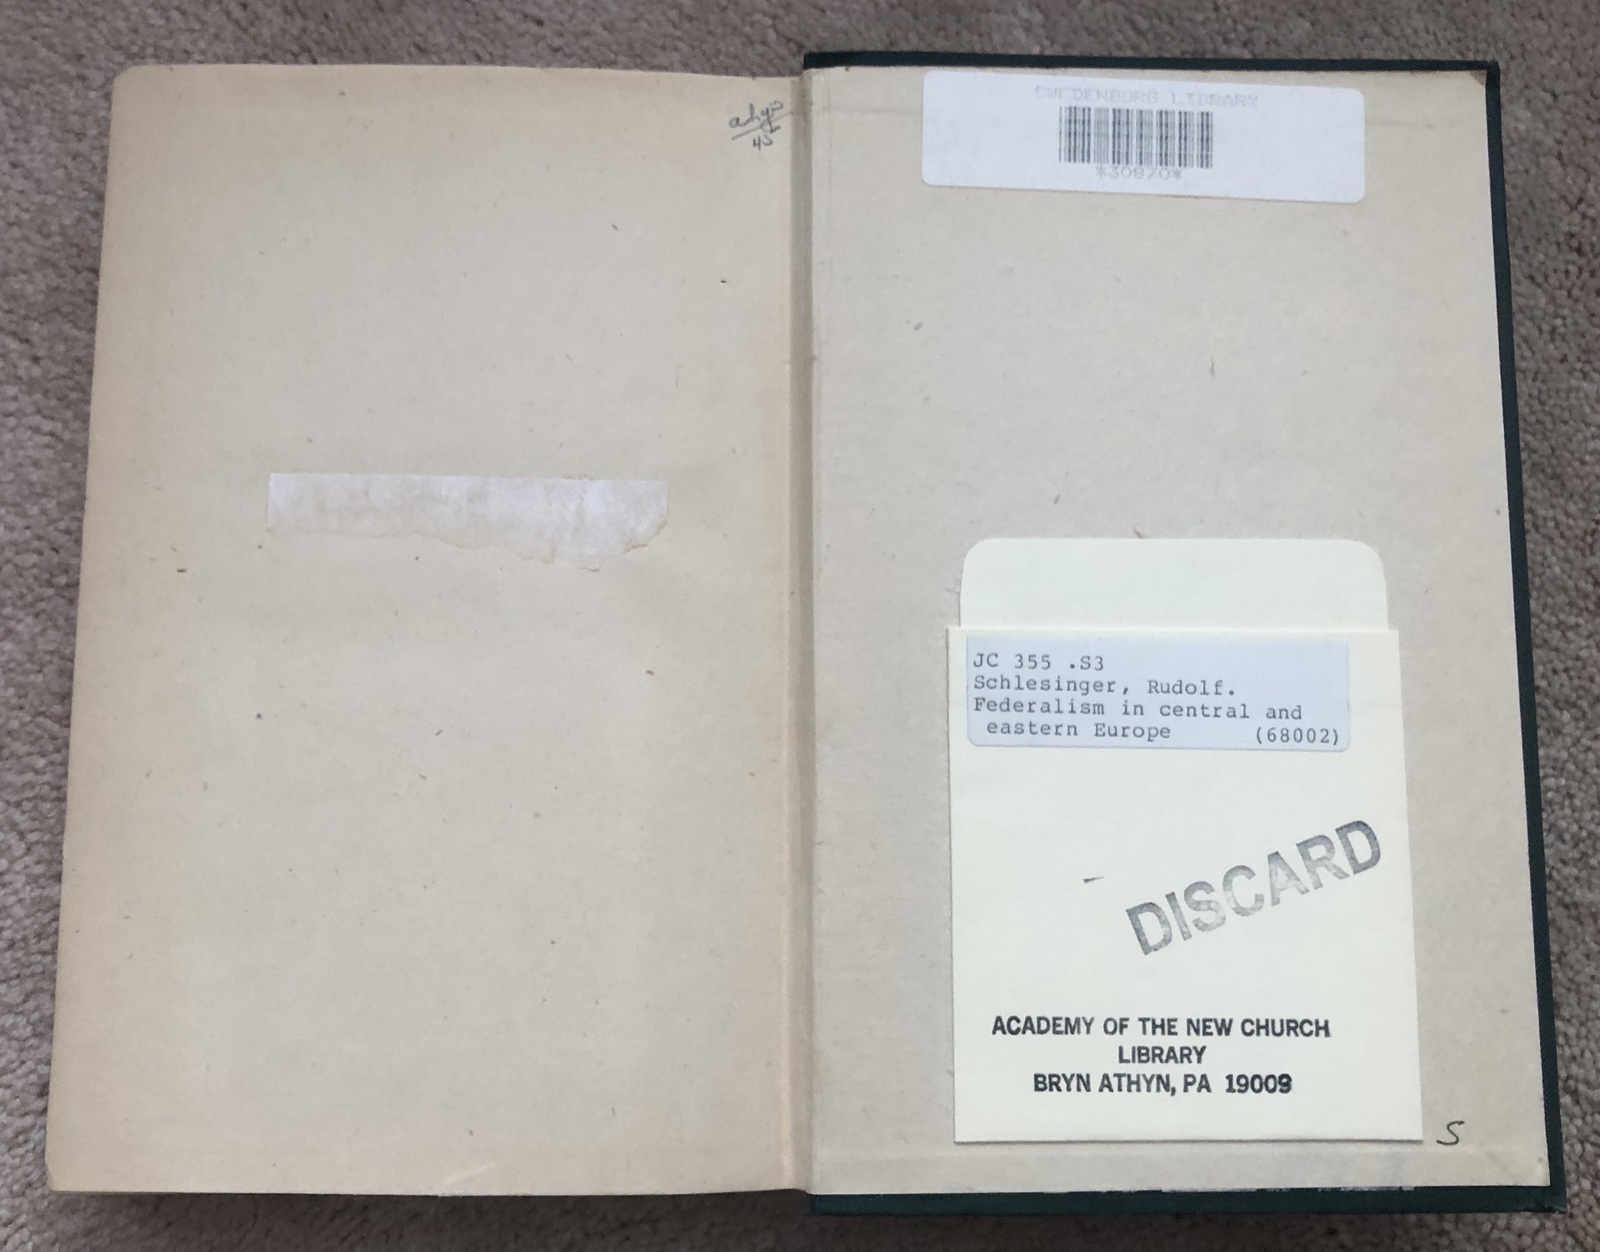 SWEDENBORG LIBRARY
*30870*
JC 355 .S3
Schlesinger, Rudolf.
Federalism in central and
eastern Europe (68002)
DISCARD
ACADEMY OF THE NEW CHURCH
LIBRARY
BRYN ATHYN, PA 19009
S